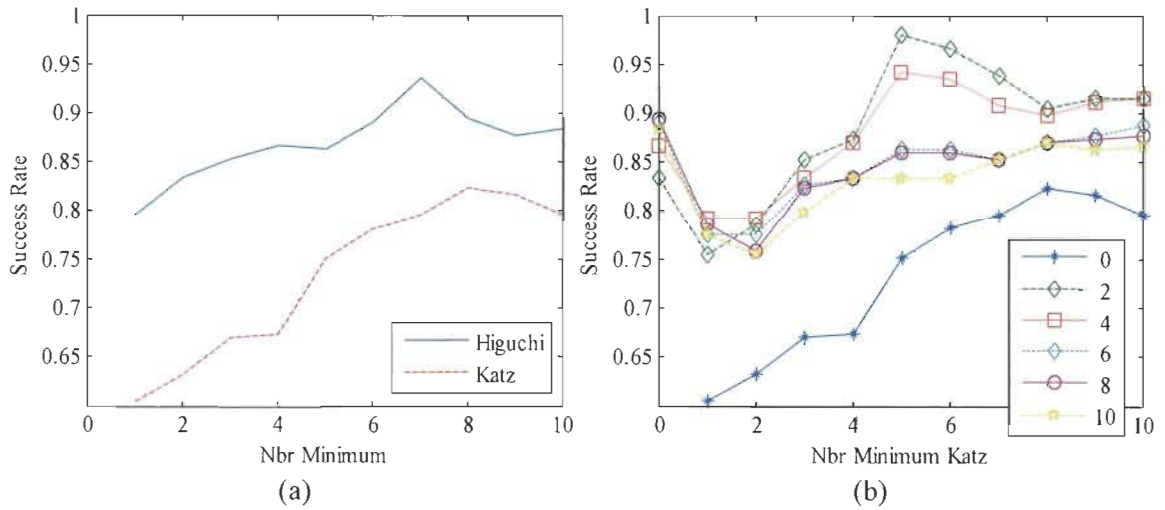 1
0.95
0.9
0.85
0.8
0.75
0.7
0.65
Success Rate
0 2 4 6 8 10
Nbr Minimum
Higuchi
Katz
(a)
1
0.95
0.9
0.85
0.8
0.75
0.7
0.65
Success Rate
0 2 4 6 10
Nbr Minimum Katz
0
2
4
6
8
10
(b)